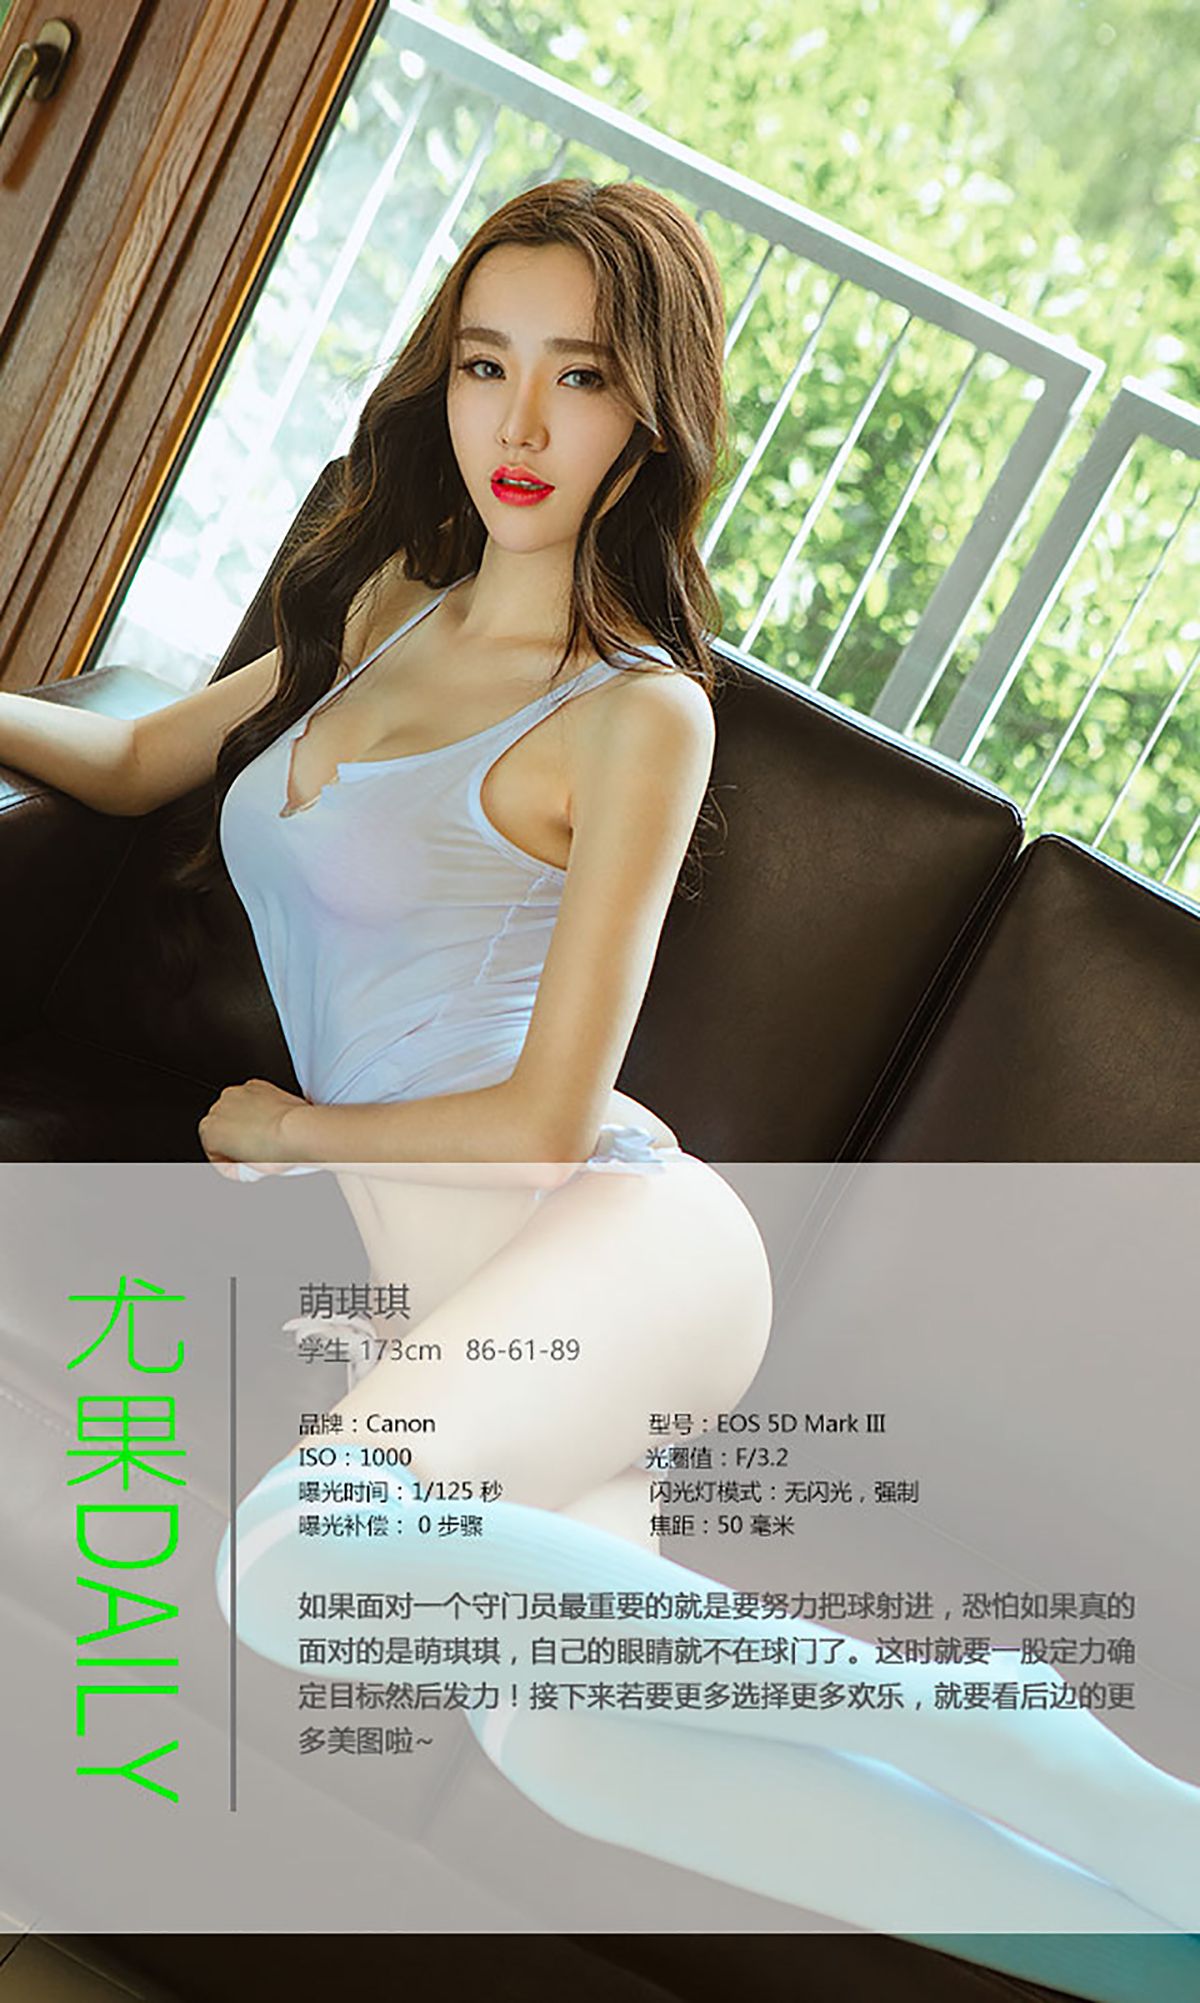 尤果DAILY
萌琪琪
学生 173cm 86-61-89
品牌：Canon 型号：EOS 5D Mark III
ISO：1000 光圈值：F/3.2
曝光时间：1/125 秒 闪光灯模式：无闪光，强制
曝光补偿： 0 步骤 焦距：50 毫米
如果面对一个守门员最重要的就是要努力把球射进，恐怕如果真的
面对的是萌琪琪，自己的眼睛就不在球门了。这时就要一股定力确
定目标然后发力！接下来若要更多选择更多欢乐，就要看后边的更
多美图啦~